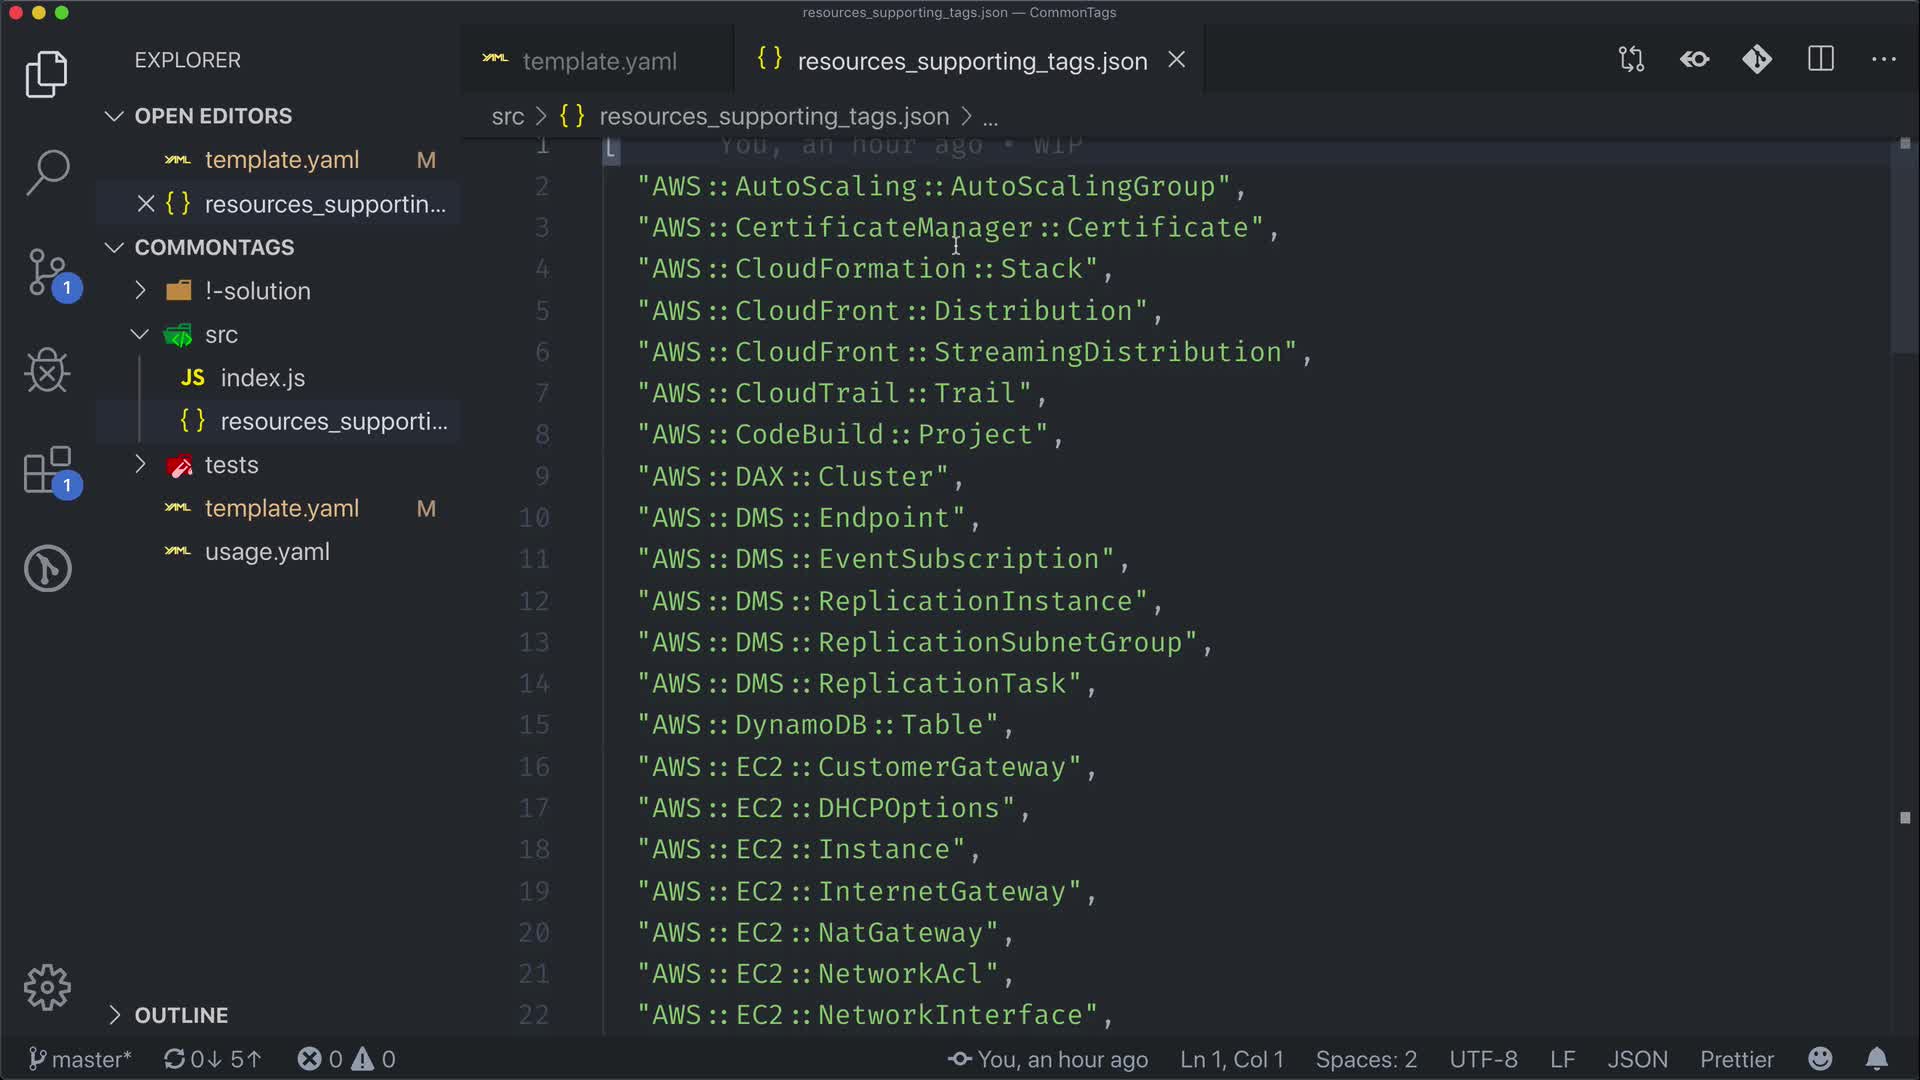 resources_supporting_tags.json — CommonTags
EXPLORER
OPEN EDITORS
template.yaml M
resources_supportin...
COMMONTAGS
!-solution
src
JS index.js
{} resources_supporti...
tests
template.yaml M
usage.yaml
OUTLINE
template.yaml
{} resources_supporting_tags.json
src > {} resources_supporting_tags.json > ...
1 [ You, an hour ago • WIP
2 "AWS::AutoScaling::AutoScalingGroup",
3 "AWS::CertificateManager::Certificate",
4 "AWS::CloudFormation::Stack",
5 "AWS::CloudFront::Distribution",
6 "AWS::CloudFront::StreamingDistribution",
7 "AWS::CloudTrail::Trail",
8 "AWS::CodeBuild::Project",
9 "AWS::DAX::Cluster",
10 "AWS::DMS::Endpoint",
11 "AWS::DMS::EventSubscription",
12 "AWS::DMS::ReplicationInstance",
13 "AWS::DMS::ReplicationSubnetGroup",
14 "AWS::DMS::ReplicationTask",
15 "AWS::DynamoDB::Table",
16 "AWS::EC2::CustomerGateway",
17 "AWS::EC2::DHCPOptions",
18 "AWS::EC2::Instance",
19 "AWS::EC2::InternetGateway",
20 "AWS::EC2::NatGateway",
21 "AWS::EC2::NetworkAcl",
22 "AWS::EC2::NetworkInterface",
1
1
master* 0↓ 5↑ 0 0 You, an hour ago Ln 1, Col 1 Spaces: 2 UTF-8 LF JSON Prettier